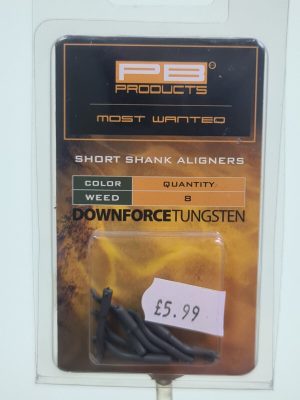 PB°
PRODUCTS
MOST WANTED
SHORT SHANK ALIGNERS
COLOR QUANTITY
WEED 8
DOWNFORCETUNGSTEN
£5.99